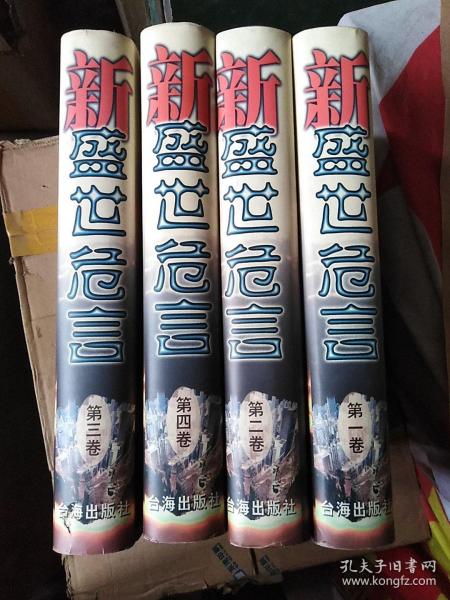 新盛世危言
第三卷
台海出版社
新盛世危言
第四卷
台海出版社
新盛世危言
第二卷
台海出版社
新盛世危言
第一卷
台海出版社
孔夫子旧书网
www.kongfz.com